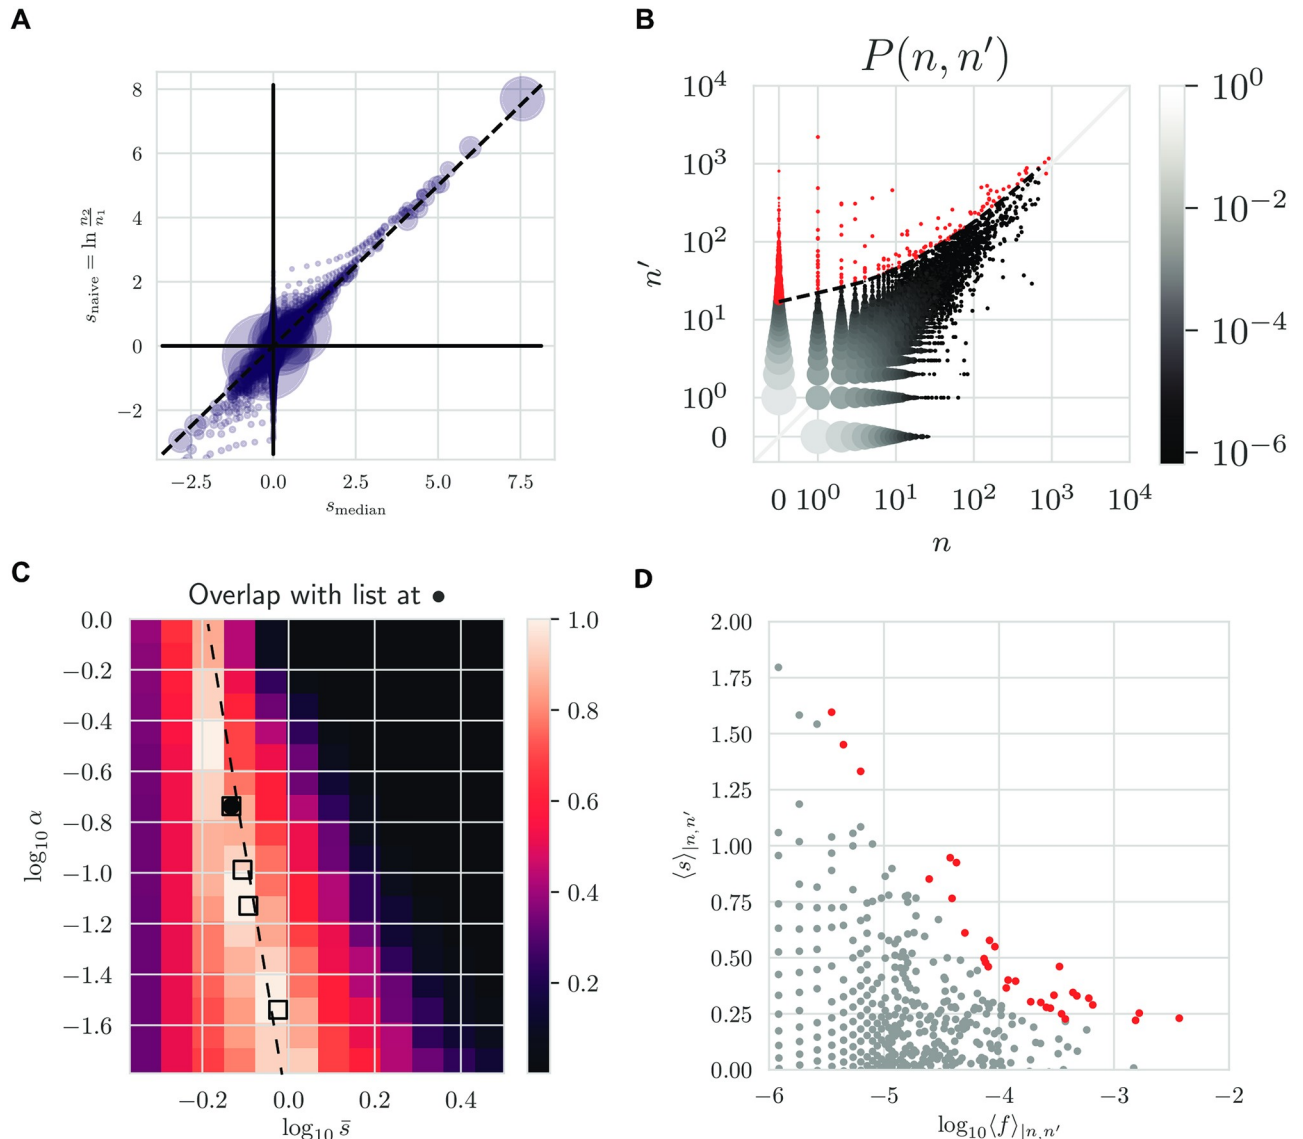 A
8
6
4
2
0
−2
s_naive = ln n_2/n_1
−2.5 0.0 2.5 5.0 7.5
s_median
B
P(n, n′)
10^4
10^3
10^2
10^1
10^0
0
n′
0 10^0 10^1 10^2 10^3 10^4
n
10^0
10^−2
10^−4
10^−6
C
Overlap with list at ●
0.0
−0.2
−0.4
−0.6
−0.8
−1.0
−1.2
−1.4
−1.6
log_10 α
−0.2 0.0 0.2 0.4
log_10 s̄
1.0
0.8
0.6
0.4
0.2
D
2.00
1.75
1.50
1.25
1.00
0.75
0.50
0.25
0.00
⟨s⟩_|n,n′
−6 −5 −4 −3 −2
log_10⟨f⟩_|n,n′